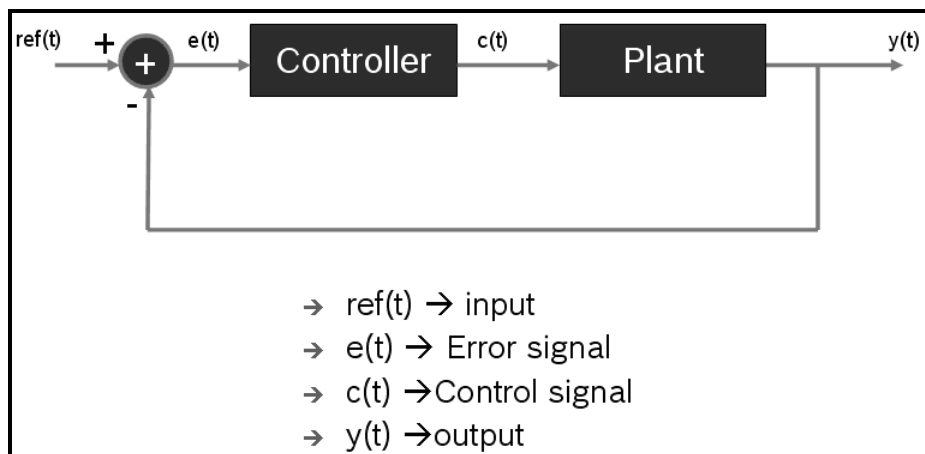 ref(t) + e(t) Controller c(t) Plant y(t)
+
-
→ ref(t) → input
→ e(t) → Error signal
→ c(t) →Control signal
→ y(t) →output